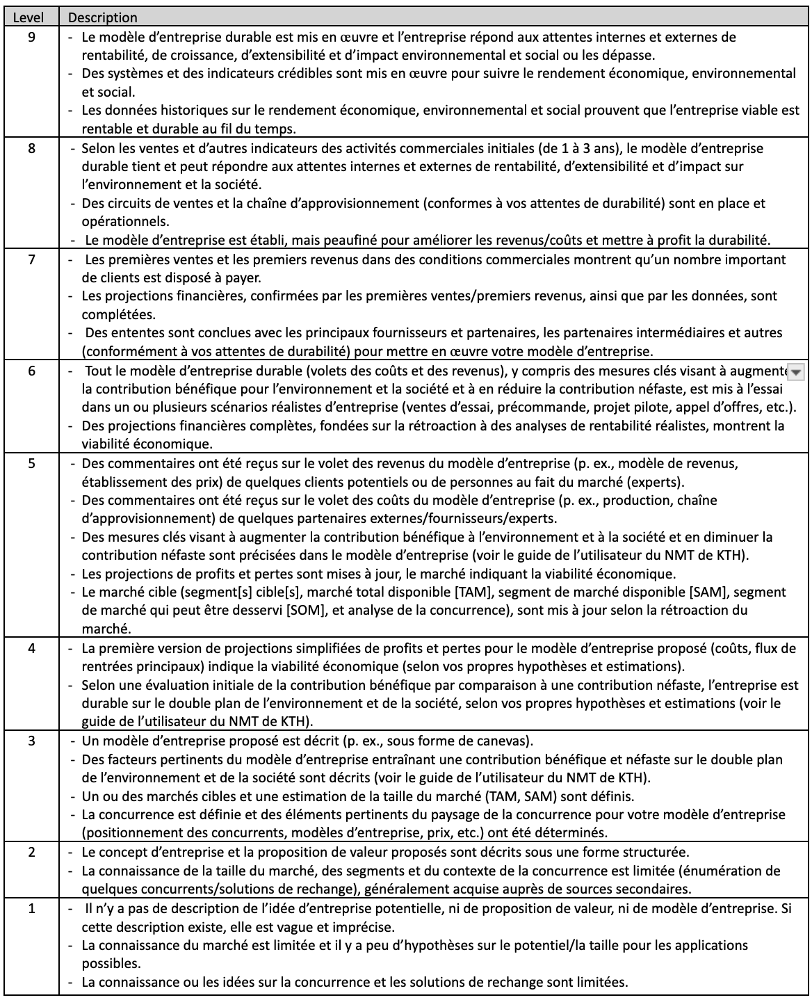 Level Description
9 - Le modèle d’entreprise durable est mis en œuvre et l’entreprise répond aux attentes internes et externes de
rentabilité, de croissance, d’extensibilité et d’impact environnemental et social ou les dépasse.
- Des systèmes et des indicateurs crédibles sont mis en œuvre pour suivre le rendement économique, environnemental
et social.
- Les données historiques sur le rendement économique, environnemental et social prouvent que l’entreprise viable est
rentable et durable au fil du temps.
8 - Selon les ventes et d’autres indicateurs des activités commerciales initiales (de 1 à 3 ans), le modèle d’entreprise
durable tient et peut répondre aux attentes internes et externes de rentabilité, d’extensibilité et d’impact sur
l’environnement et la société.
- Des circuits de ventes et la chaîne d’approvisionnement (conformes à vos attentes de durabilité) sont en place et
opérationnels.
- Le modèle d’entreprise est établi, mais peaufiné pour améliorer les revenus/coûts et mettre à profit la durabilité.
7 - Les premières ventes et les premiers revenus dans des conditions commerciales montrent qu’un nombre important
de clients est disposé à payer.
- Les projections financières, confirmées par les premières ventes/premiers revenus, ainsi que par les données, sont
complétées.
- Des ententes sont conclues avec les principaux fournisseurs et partenaires, les partenaires intermédiaires et autres
(conformément à vos attentes de durabilité) pour mettre en œuvre votre modèle d’entreprise.
6 - Tout le modèle d’entreprise durable (volets des coûts et des revenus), y compris des mesures clés visant à augmente
la contribution bénéfique pour l’environnement et la société et à en réduire la contribution néfaste, est mis à l’essai
dans un ou plusieurs scénarios réalistes d’entreprise (ventes d’essai, précommande, projet pilote, appel d’offres, etc.).
- Des projections financières complètes, fondées sur la rétroaction à des analyses de rentabilité réalistes, montrent la
viabilité économique.
5 - Des commentaires ont été reçus sur le volet des revenus du modèle d’entreprise (p. ex., modèle de revenus,
établissement des prix) de quelques clients potentiels ou de personnes au fait du marché (experts).
- Des commentaires ont été reçus sur le volet des coûts du modèle d’entreprise (p. ex., production, chaîne
d’approvisionnement) de quelques partenaires externes/fournisseurs/experts.
- Des mesures clés visant à augmenter la contribution bénéfique à l’environnement et à la société et en diminuer la
contribution néfaste sont précisées dans le modèle d’entreprise (voir le guide de l’utilisateur du NMT de KTH).
- Les projections de profits et pertes sont mises à jour, le marché indiquant la viabilité économique.
- Le marché cible (segment[s] cible[s], marché total disponible [TAM], segment de marché disponible [SAM], segment
de marché qui peut être desservi [SOM], et analyse de la concurrence), sont mis à jour selon la rétroaction du
marché.
4 - La première version de projections simplifiées de profits et pertes pour le modèle d’entreprise proposé (coûts, flux de
rentrées principaux) indique la viabilité économique (selon vos propres hypothèses et estimations).
- Selon une évaluation initiale de la contribution bénéfique par comparaison à une contribution néfaste, l’entreprise est
durable sur le double plan de l’environnement et de la société, selon vos propres hypothèses et estimations (voir le
guide de l’utilisateur du NMT de KTH).
3 - Un modèle d’entreprise proposé est décrit (p. ex., sous forme de canevas).
- Des facteurs pertinents du modèle d’entreprise entraînant une contribution bénéfique et néfaste sur le double plan
de l’environnement et de la société sont décrits (voir le guide de l’utilisateur du NMT de KTH).
- Un ou des marchés cibles et une estimation de la taille du marché (TAM, SAM) sont définis.
- La concurrence est définie et des éléments pertinents du paysage de la concurrence pour votre modèle d’entreprise
(positionnement des concurrents, modèles d’entreprise, prix, etc.) ont été déterminés.
2 - Le concept d’entreprise et la proposition de valeur proposés sont décrits sous une forme structurée.
- La connaissance de la taille du marché, des segments et du contexte de la concurrence est limitée (énumération de
quelques concurrents/solutions de rechange), généralement acquise auprès de sources secondaires.
1 - Il n’y a pas de description de l’idée d’entreprise potentielle, ni de proposition de valeur, ni de modèle d’entreprise. Si
cette description existe, elle est vague et imprécise.
- La connaissance du marché est limitée et il y a peu d’hypothèses sur le potentiel/la taille pour les applications
possibles.
- La connaissance ou les idées sur la concurrence et les solutions de rechange sont limitées.